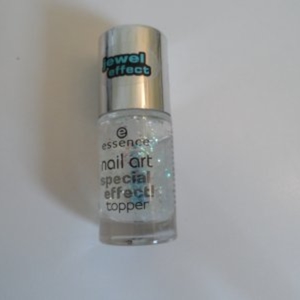 jewel
effect
e
essence
nail art
special
effect!
topper